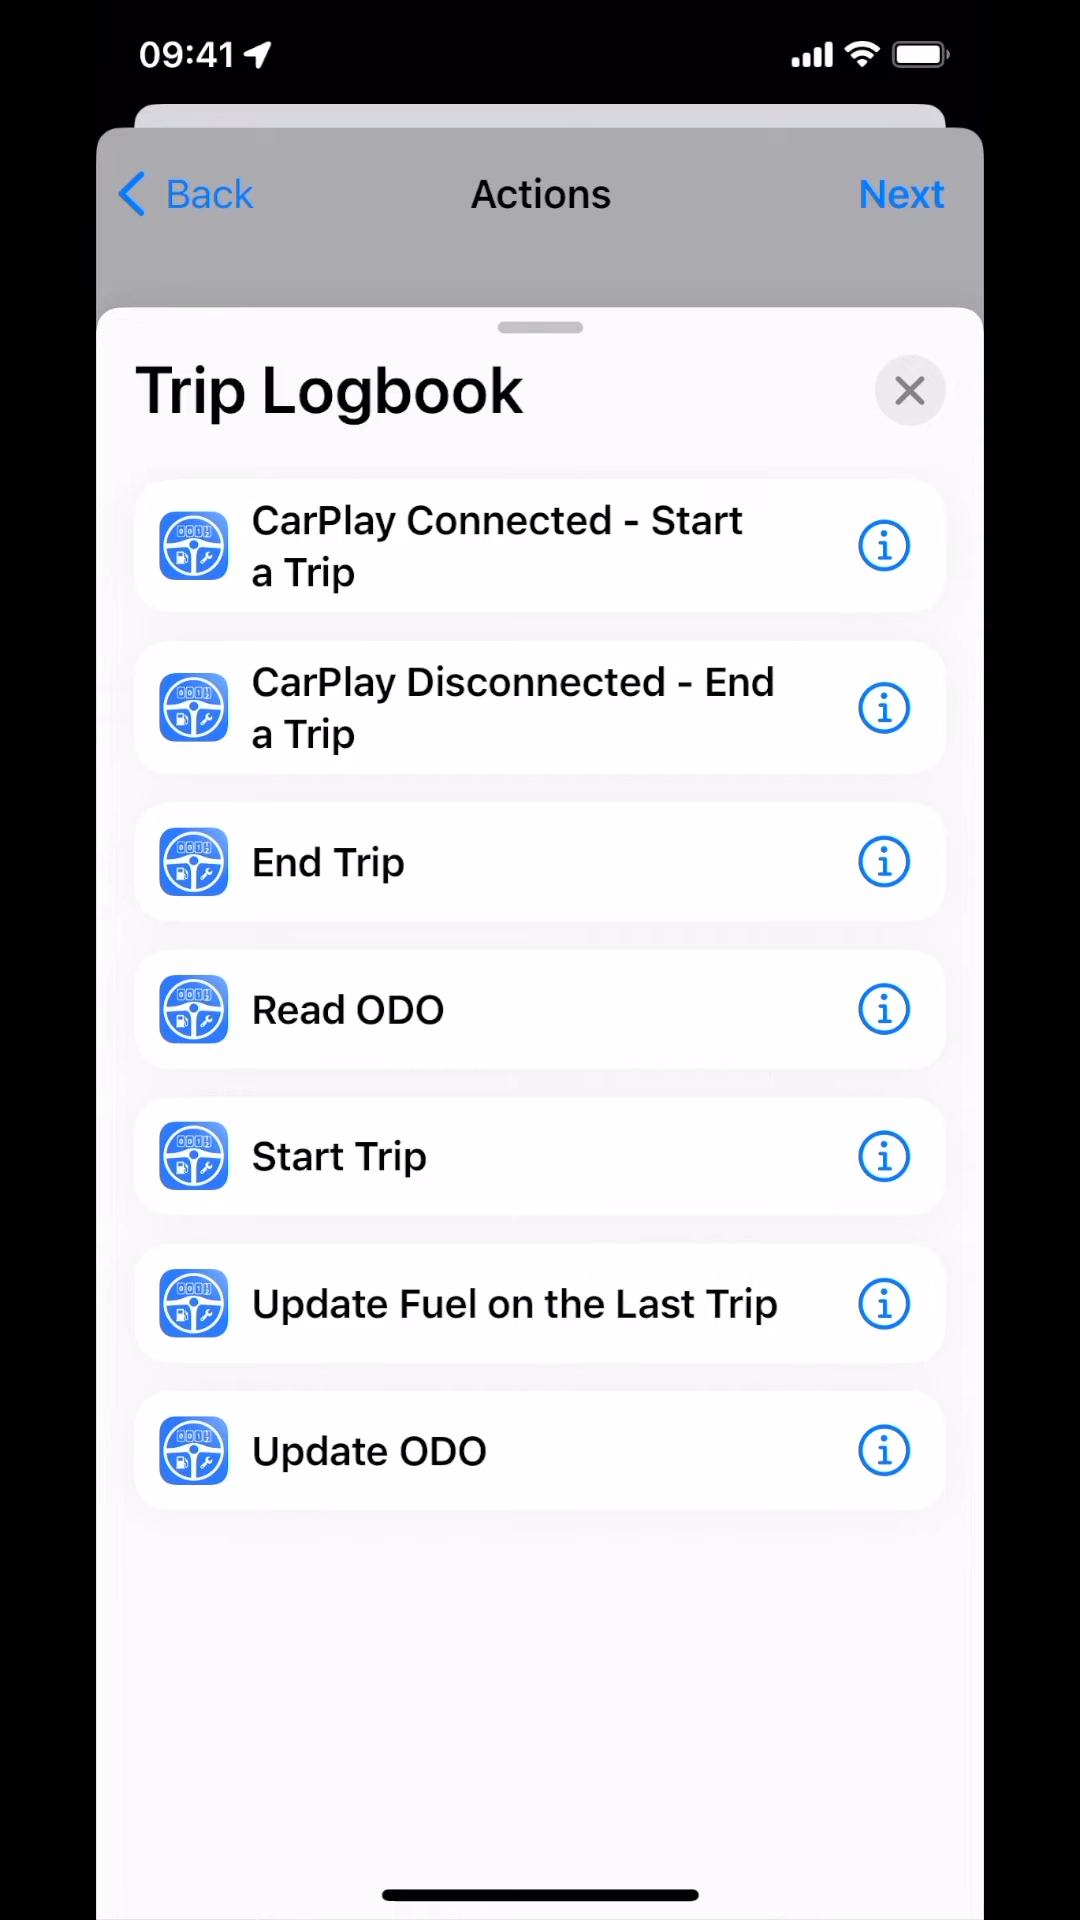 09:41
Back
Actions
Next
Trip Logbook
CarPlay Connected - Start
a Trip
CarPlay Disconnected - End
a Trip
End Trip
Read ODO
Start Trip
Update Fuel on the Last Trip
Update ODO